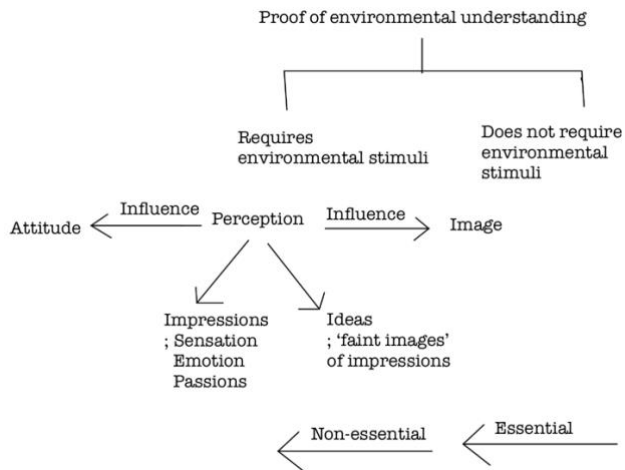 Proof of environmental understanding
Requires
environmental stimuli
Does not require
environmental
stimuli
Attitude
Influence
Perception
Influence
Image
Impressions
; Sensation
Emotion
Passions
Ideas
; ‘faint images’
of impressions
Non-essential
Essential